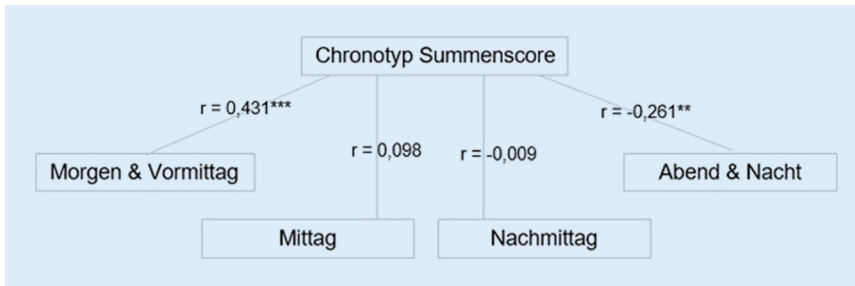 Chronotyp Summenscore
r = 0,431***
r = -0,261**
r = 0,098
r = -0,009
Morgen & Vormittag
Abend & Nacht
Mittag
Nachmittag